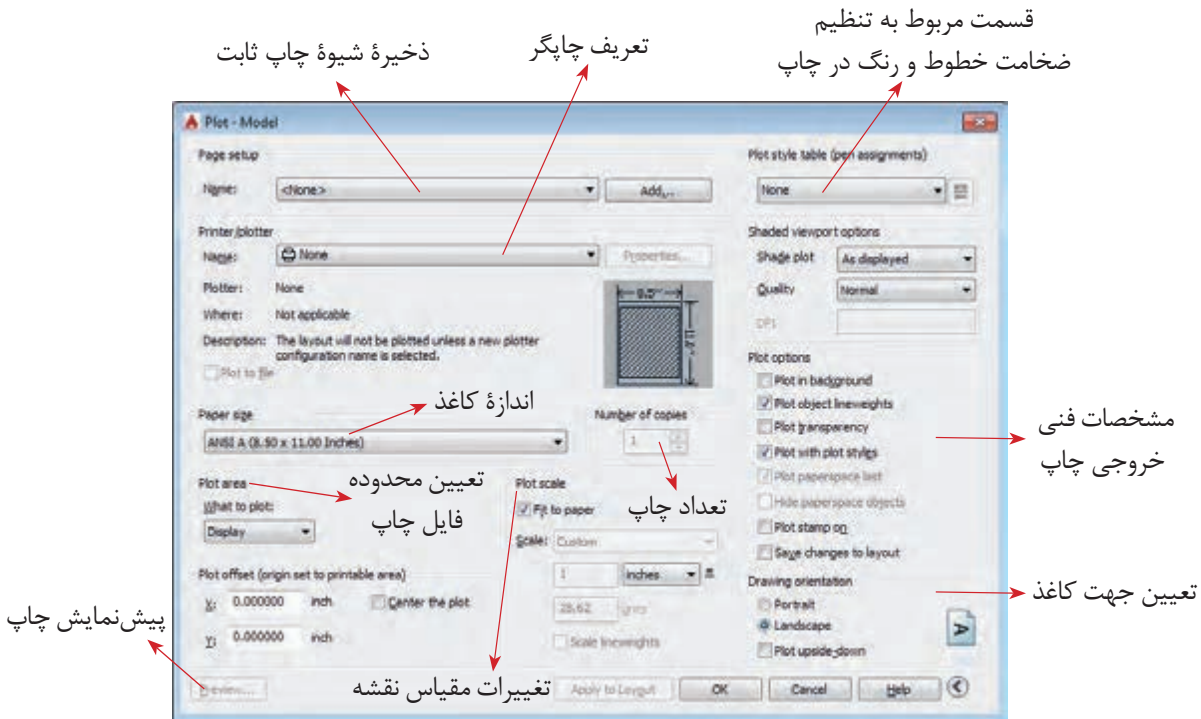 قسمت مربوط به تنظیم
ضخامت خطوط و رنگ در چاپ
تعریف چاپگر
ذخیرهٔ شیوهٔ چاپ ثابت
Plot - Model
Page setup
Name:
<None>
Add...
Plot style table (pen assignments)
None
Printer/plotter
Name:
None
Properties...
Plotter:
None
Where:
Not applicable
Description:
The layout will not be plotted unless a new plotter
configuration name is selected.
Plot to file
8.5''
Shaded viewport options
Shade plot
As displayed
Quality
Normal
DPI
اندازهٔ کاغذ
Paper size
ANSI A (8.50 x 11.00 Inches)
Number of copies
1
تعداد چاپ
Plot options
Plot in background
Plot object lineweights
Plot transparency
Plot with plot styles
Plot paperspace last
Hide paperspace objects
Plot stamp on
Save changes to layout
مشخصات فنی
خروجی چاپ
Plot area
What to plot:
Display
تعیین محدوده
فایل چاپ
Plot scale
Fit to paper
Scale:
Custom
1
inches
=
28.62
units
Scale lineweights
Plot offset (origin set to printable area)
X:
0.000000
inch
Center the plot
Y:
0.000000
inch
Drawing orientation
Portrait
Landscape
Plot upside-down
A
تعیین جهت کاغذ
پیش‌نمایش چاپ
تغییرات مقیاس نقشه
Preview...
Apply to Layout
OK
Cancel
Help